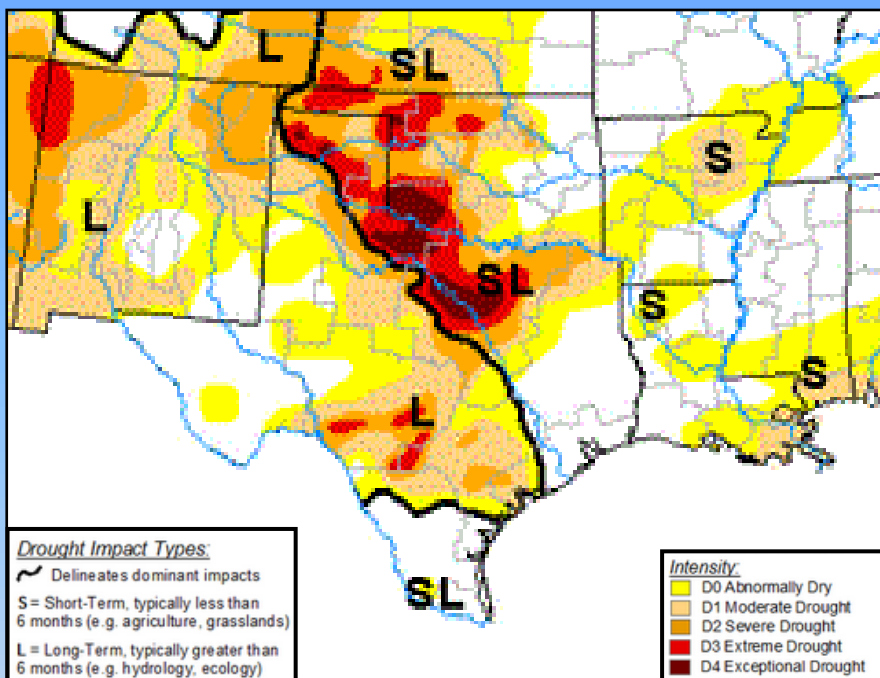 L
SL
S
L
SL
S
S
L
SL
Drought Impact Types:
Delineates dominant impacts
S = Short-Term, typically less than
6 months (e.g. agriculture, grasslands)
L = Long-Term, typically greater than
6 months (e.g. hydrology, ecology)
Intensity:
D0 Abnormally Dry
D1 Moderate Drought
D2 Severe Drought
D3 Extreme Drought
D4 Exceptional Drought